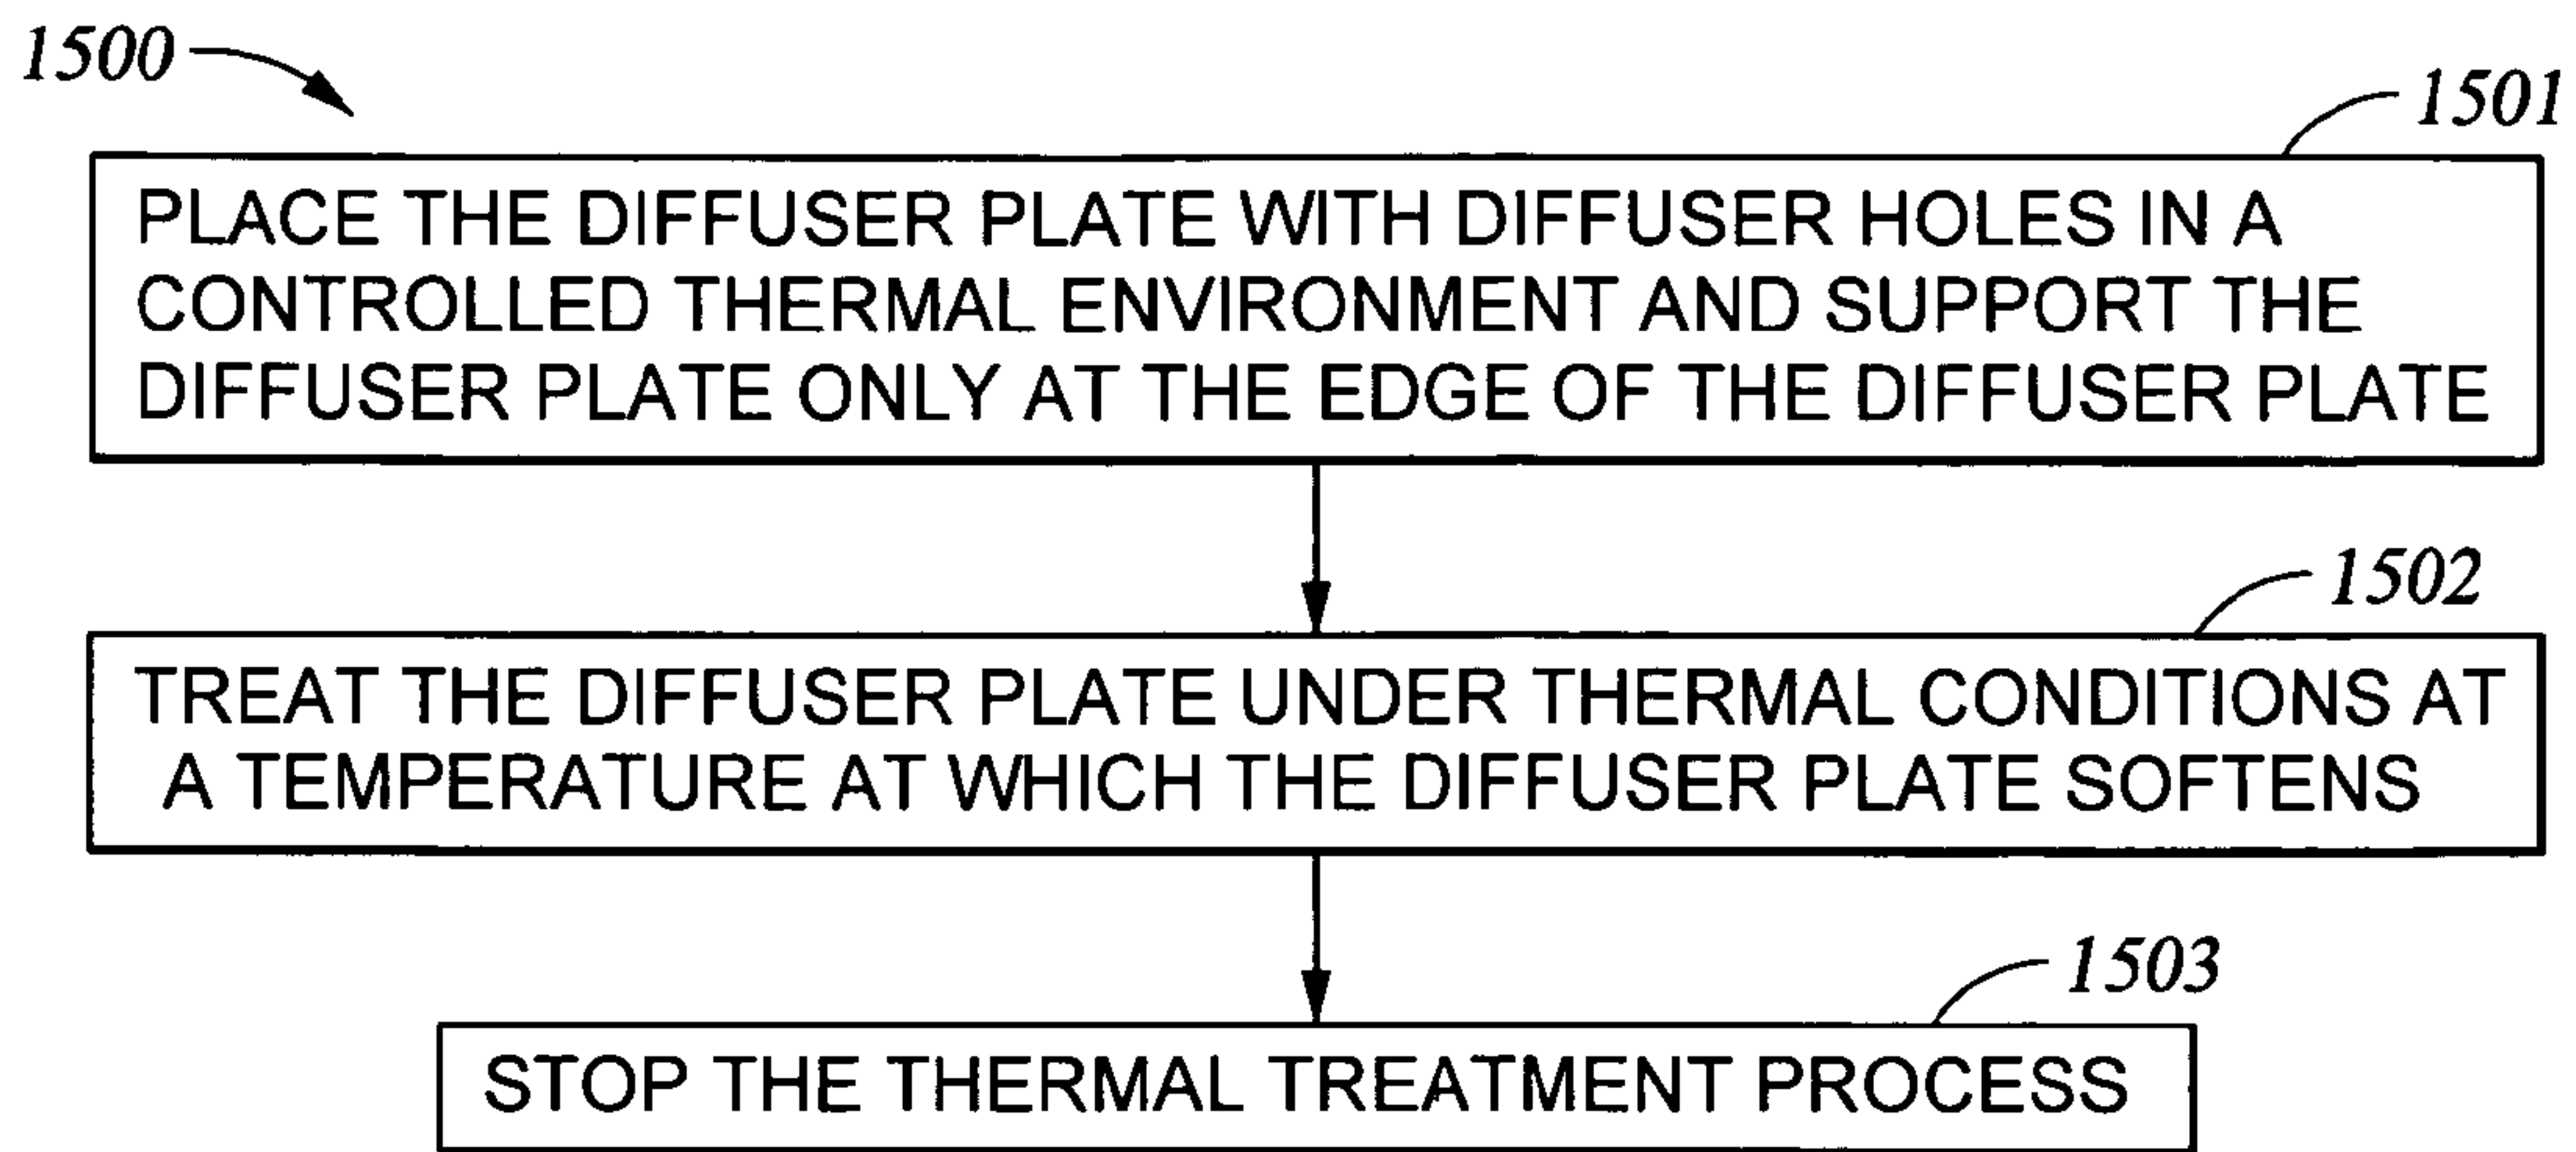 1500
1501
PLACE THE DIFFUSER PLATE WITH DIFFUSER HOLES IN A
CONTROLLED THERMAL ENVIRONMENT AND SUPPORT THE
DIFFUSER PLATE ONLY AT THE EDGE OF THE DIFFUSER PLATE
1502
TREAT THE DIFFUSER PLATE UNDER THERMAL CONDITIONS AT
A TEMPERATURE AT WHICH THE DIFFUSER PLATE SOFTENS
1503
STOP THE THERMAL TREATMENT PROCESS